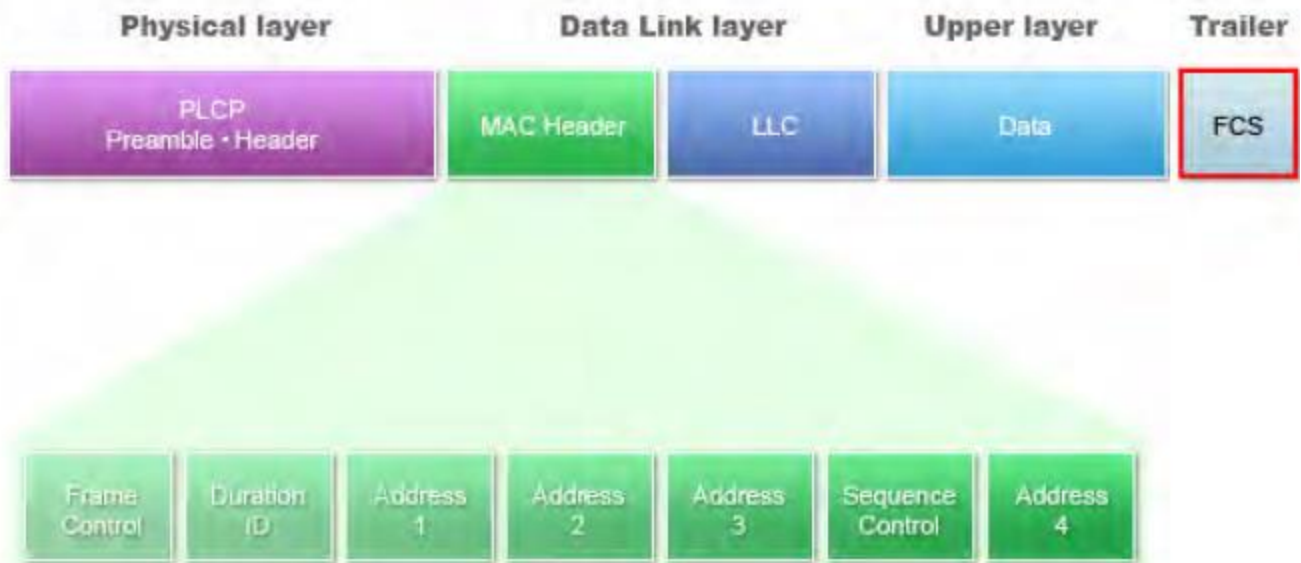 Physical layer
Data Link layer
Upper layer
Trailer
PLCP
Preamble • Header
MAC Header
LLC
Data
FCS
Frame
Control
Duration
ID
Address
1
Address
2
Address
3
Sequence
Control
Address
4